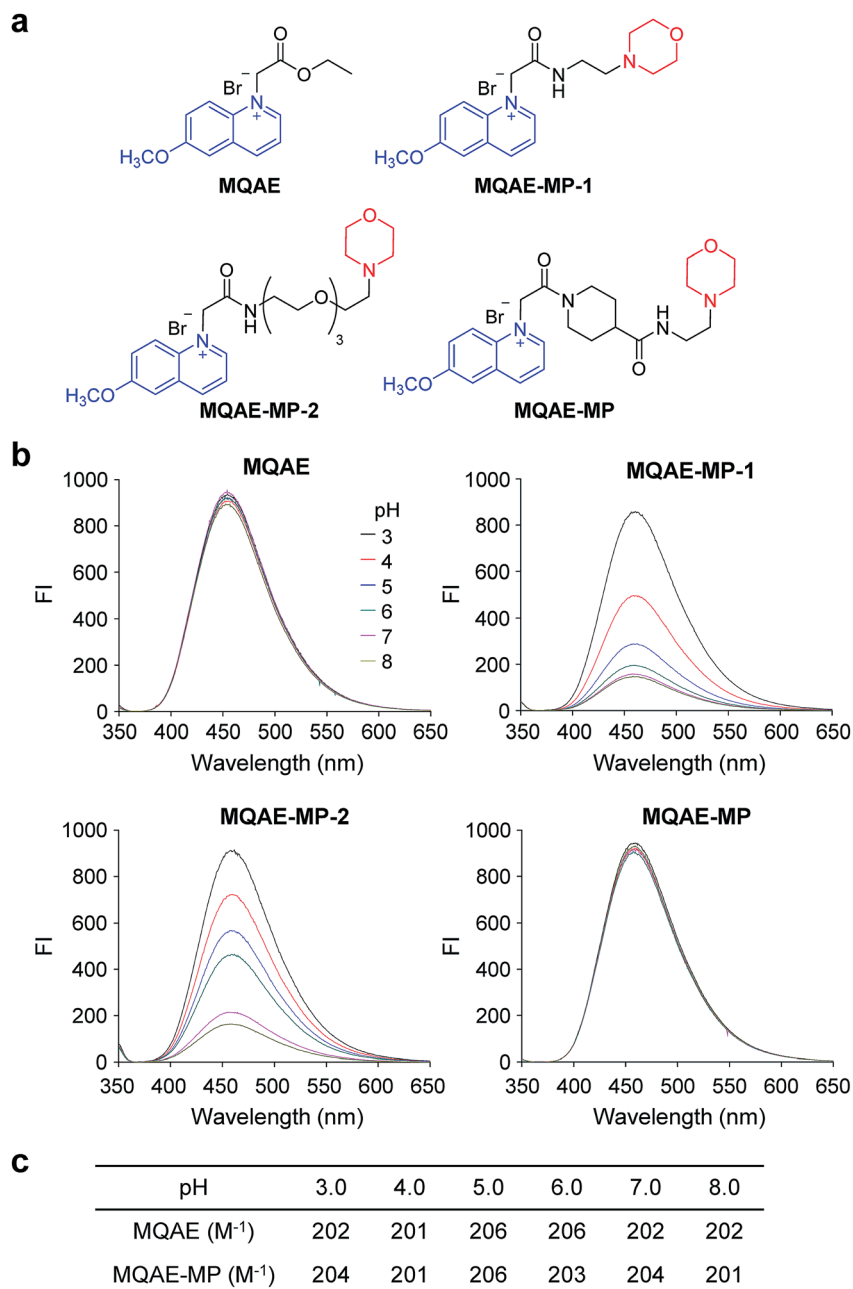 a
O
O
Br
−
N
+
H₃CO
MQAE
O
N
H
N
O
Br
−
N
+
H₃CO
MQAE-MP-1
O
N
O
N
H
O
3
Br
−
N
+
H₃CO
MQAE-MP-2
O
N
N
H
O
N
O
Br
−
N
+
H₃CO
MQAE-MP
b
MQAE
1000
800
600
400
200
0
FI
350 400 450 500 550 600 650
Wavelength (nm)
pH
3
4
5
6
7
8
MQAE-MP-1
1000
800
600
400
200
0
FI
350 400 450 500 550 600 650
Wavelength (nm)
MQAE-MP-2
1000
800
600
400
200
0
FI
350 400 450 500 550 600 650
Wavelength (nm)
MQAE-MP
1000
800
600
400
200
0
FI
350 400 450 500 550 600 650
Wavelength (nm)
c
pH 3.0 4.0 5.0 6.0 7.0 8.0
MQAE (M⁻¹) 202 201 206 206 202 202
MQAE-MP (M⁻¹) 204 201 206 203 204 201